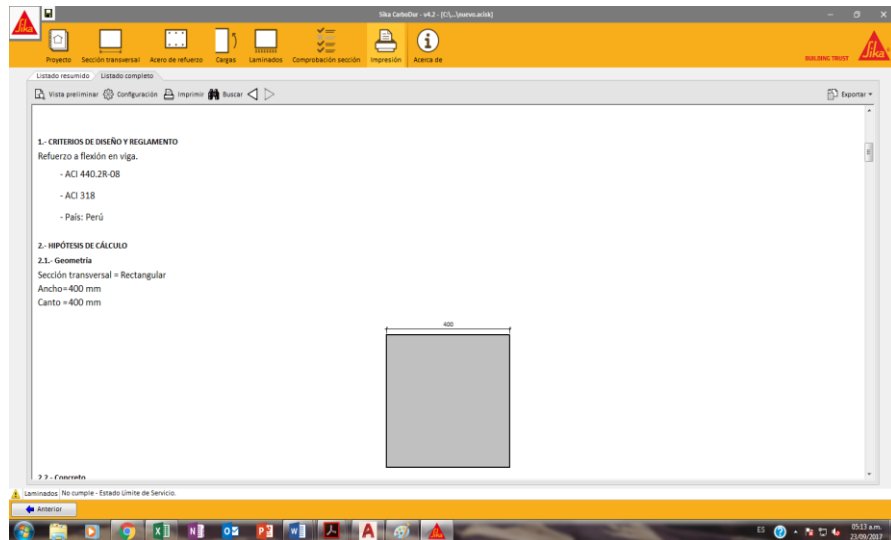 Sika CarboDur - v4.2 - [C:\...\nuevo.acisk]
Sika
Proyecto Sección transversal Acero de refuerzo Cargas Laminados Comprobación sección Impresión Acerca de
BUILDING TRUST
Sika
Listado resumido Listado completo
Vista preliminar Configuración Imprimir Buscar Exportar
1.- CRITERIOS DE DISEÑO Y REGLAMENTO
Refuerzo a flexión en viga.
- ACI 440.2R-08
- ACI 318
- País: Perú
2.- HIPÓTESIS DE CÁLCULO
2.1.- Geometría
Sección transversal = Rectangular
Ancho=400 mm
Canto =400 mm
400
2.2.- Concreto
Laminados No cumple - Estado Límite de Servicio.
Anterior
ES
05:13 a.m.
23/09/2017